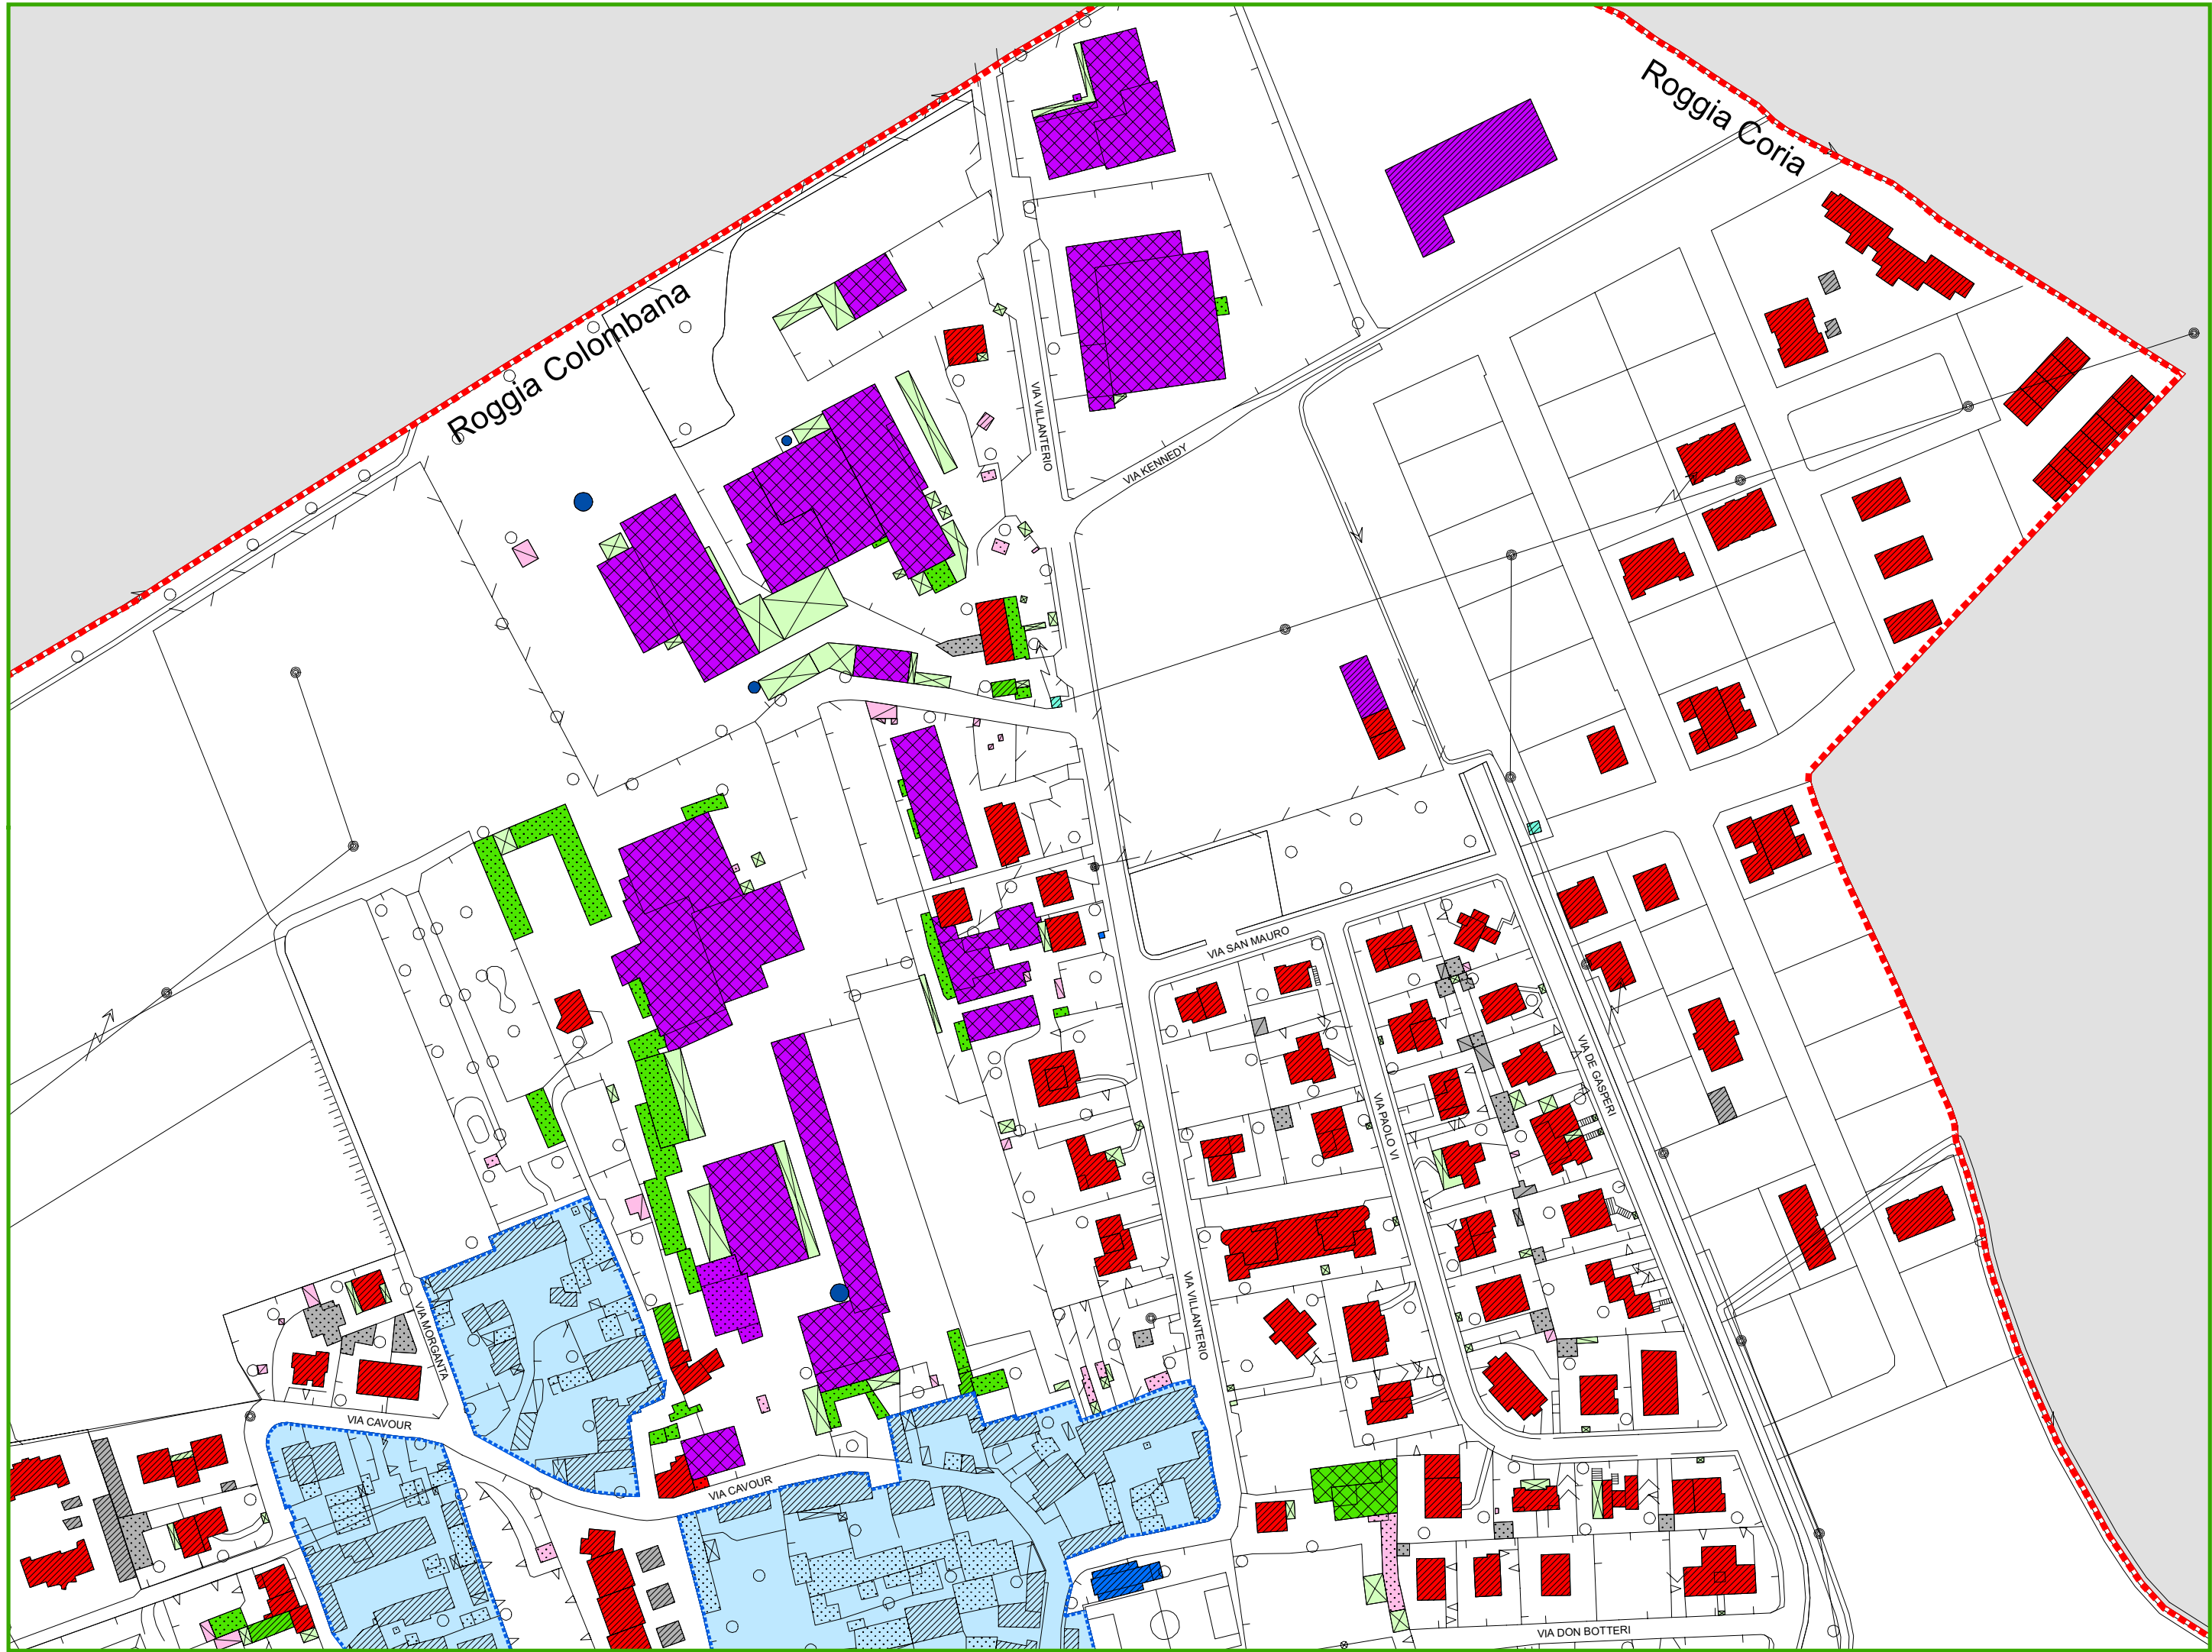 Roggia Coria
Roggia Colombana
VIA VILLANTERIO
VIA KENNEDY
VIA SAN MAURO
VIA DE GASPERI
VIA PAOLO VI
VIA VILLANTERIO
VIA MORGANTA
VIA CAVOUR
VIA CAVOUR
VIA DON BOTTERI